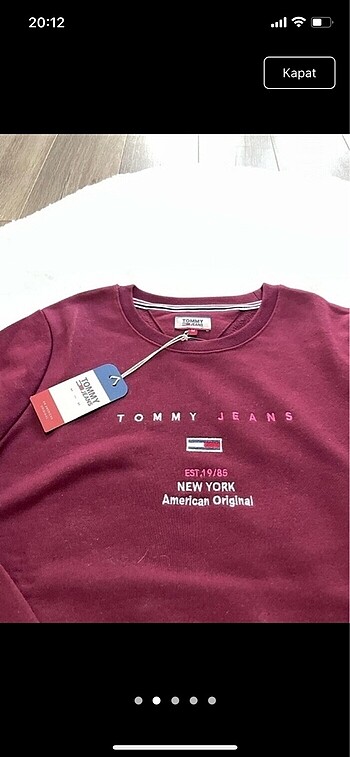 20:12
Kapat
TOMMY
JEANS
TOMMY
JEANS
TOMMY JEANS
EST.19/85
NEW YORK
American Original